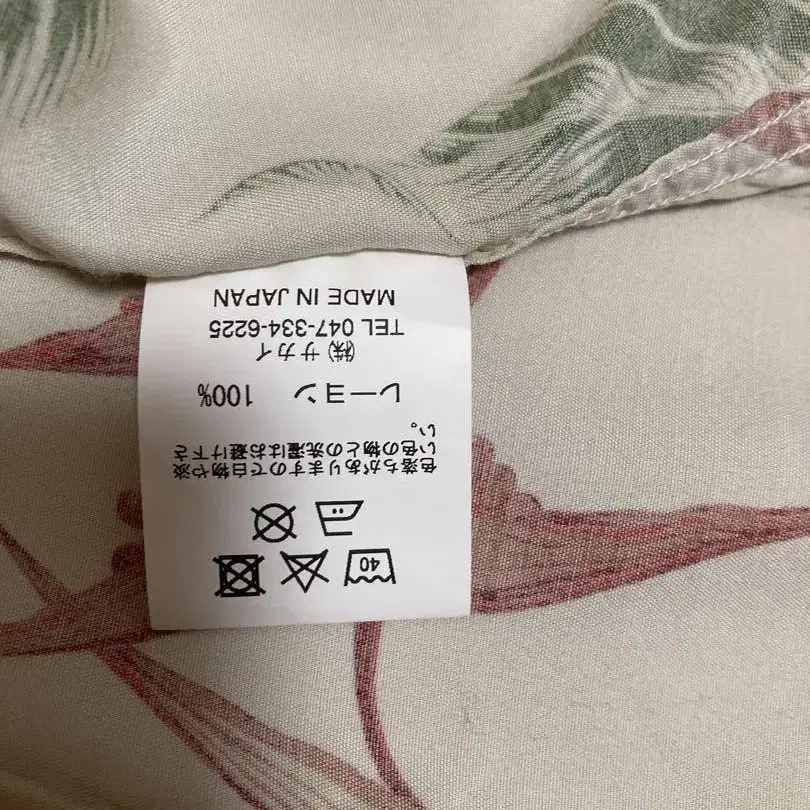 40
色落ちがありますので白物や淡
い色の物との洗濯はお避け下さ
い。
レーヨン 100%
㈱サカイ
TEL 047-334-6225
MADE IN JAPAN